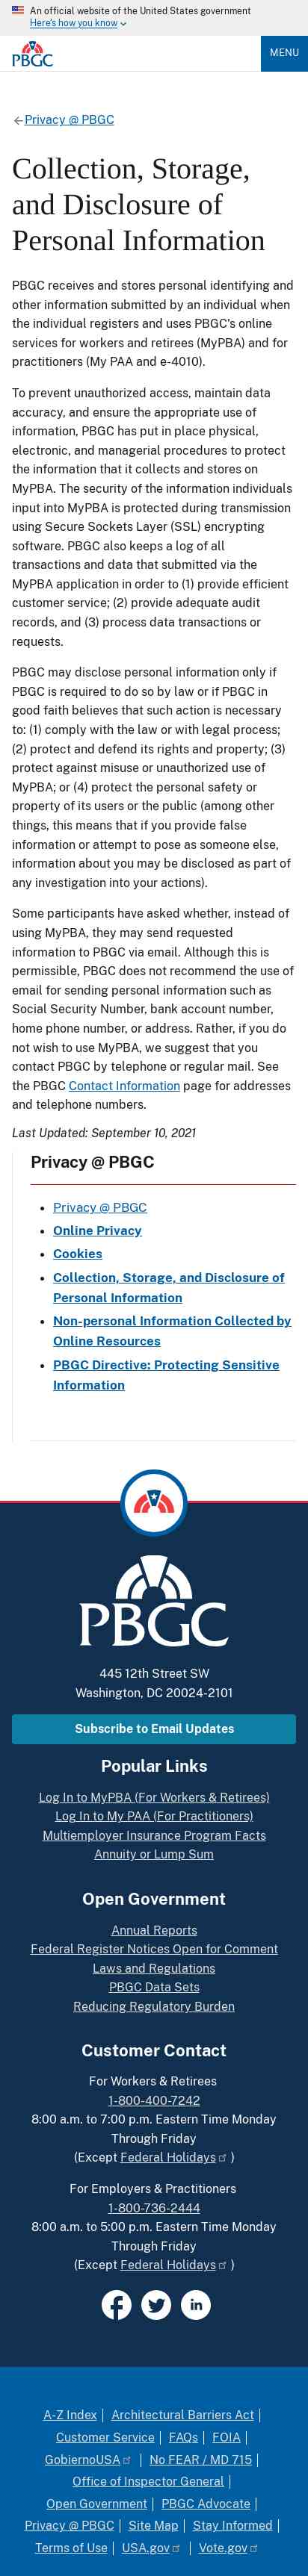 An official website of the United States government
Here's how you know
PBGC
MENU
Privacy @ PBGC
Collection, Storage,
and Disclosure of
Personal Information
PBGC receives and stores personal identifying and
other information submitted by an individual when
the individual registers and uses PBGC's online
services for workers and retirees (MyPBA) and for
practitioners (My PAA and e-4010).
To prevent unauthorized access, maintain data
accuracy, and ensure the appropriate use of
information, PBGC has put in place physical,
electronic, and managerial procedures to protect
the information that it collects and stores on
MyPBA. The security of the information individuals
input into MyPBA is protected during transmission
using Secure Sockets Layer (SSL) encrypting
software. PBGC also keeps a log of all
transactions and data that submitted via the
MyPBA application in order to (1) provide efficient
customer service; (2) provide adequate audit
records, and (3) process data transactions or
requests.
PBGC may disclose personal information only if
PBGC is required to do so by law or if PBGC in
good faith believes that such action is necessary
to: (1) comply with the law or with legal process;
(2) protect and defend its rights and property; (3)
protect against misuse or unauthorized use of
MyPBA; or (4) protect the personal safety or
property of its users or the public (among other
things, this means that if you provide false
information or attempt to pose as someone else,
information about you may be disclosed as part of
any investigation into your actions).
Some participants have asked whether, instead of
using MyPBA, they may send requested
information to PBGC via email. Although this is
permissible, PBGC does not recommend the use of
email for sending personal information such as
Social Security Number, bank account number,
home phone number, or address. Rather, if you do
not wish to use MyPBA, we suggest that you
contact PBGC by telephone or regular mail. See
the PBGC Contact Information page for addresses
and telephone numbers.
Last Updated: September 10, 2021
Privacy @ PBGC
Privacy @ PBGC
Online Privacy
Cookies
Collection, Storage, and Disclosure of
Personal Information
Non-personal Information Collected by
Online Resources
PBGC Directive: Protecting Sensitive
Information
PBGC
445 12th Street SW
Washington, DC 20024-2101
Subscribe to Email Updates
Popular Links
Log In to MyPBA (For Workers & Retirees)
Log In to My PAA (For Practitioners)
Multiemployer Insurance Program Facts
Annuity or Lump Sum
Open Government
Annual Reports
Federal Register Notices Open for Comment
Laws and Regulations
PBGC Data Sets
Reducing Regulatory Burden
Customer Contact
For Workers & Retirees
1-800-400-7242
8:00 a.m. to 7:00 p.m. Eastern Time Monday
Through Friday
(Except Federal Holidays )
For Employers & Practitioners
1-800-736-2444
8:00 a.m. to 5:00 p.m. Eastern Time Monday
Through Friday
(Except Federal Holidays )
A-Z Index | Architectural Barriers Act |
Customer Service | FAQs | FOIA |
GobiernoUSA | No FEAR / MD 715 |
Office of Inspector General |
Open Government | PBGC Advocate |
Privacy @ PBGC | Site Map | Stay Informed |
Terms of Use | USA.gov | Vote.gov